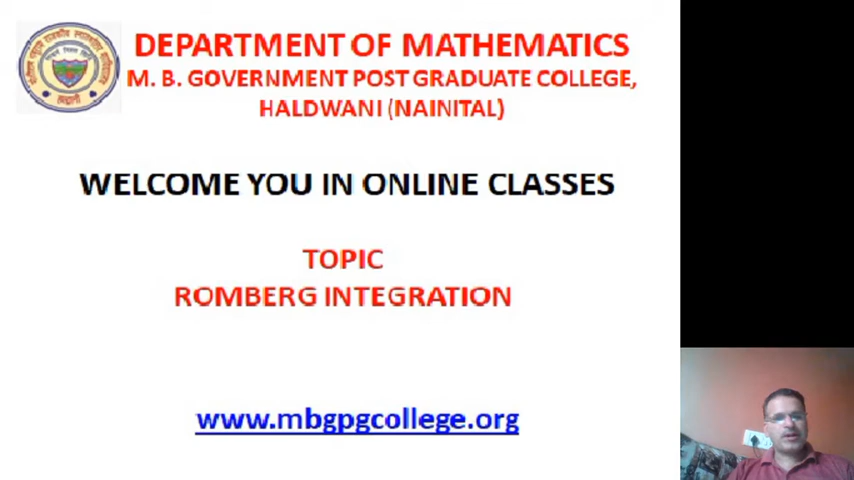 DEPARTMENT OF MATHEMATICS
M. B. GOVERNMENT POST GRADUATE COLLEGE,
HALDWANI (NAINITAL)
WELCOME YOU IN ONLINE CLASSES
TOPIC
ROMBERG INTEGRATION
www.mbgpgcollege.org